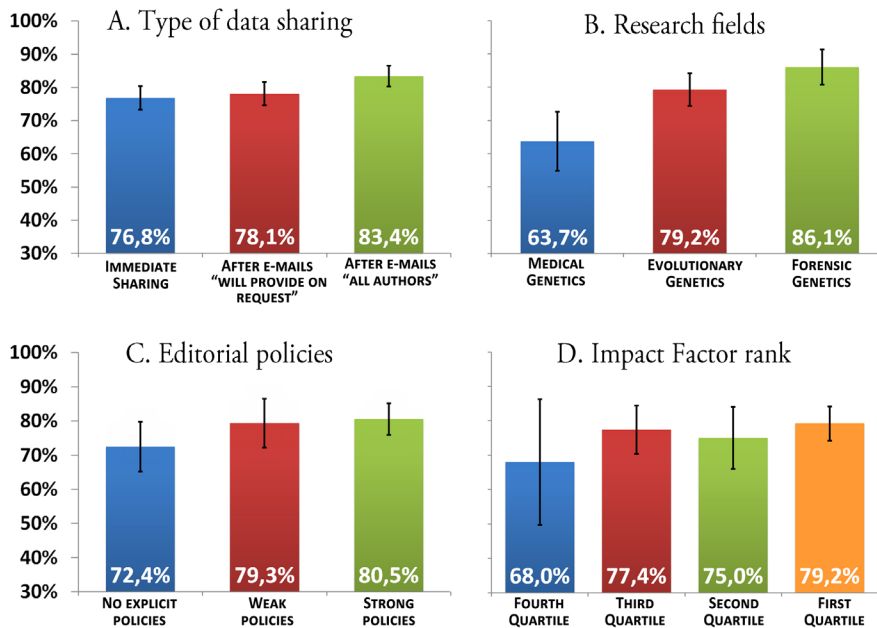 A. Type of data sharing
100%
90%
80%
70%
60%
50%
40%
30%
76,8%
78,1%
83,4%
IMMEDIATE
SHARING
AFTER E-MAILS
“WILL PROVIDE ON
REQUEST”
AFTER E-MAILS
“ALL AUTHORS”
B. Research fields
63,7%
79,2%
86,1%
MEDICAL
GENETICS
EVOLUTIONARY
GENETICS
FORENSIC
GENETICS
C. Editorial policies
100%
90%
80%
70%
60%
50%
40%
30%
72,4%
79,3%
80,5%
NO EXPLICIT
POLICIES
WEAK
POLICIES
STRONG
POLICIES
D. Impact Factor rank
68,0%
77,4%
75,0%
79,2%
FOURTH
QUARTILE
THIRD
QUARTILE
SECOND
QUARTILE
FIRST
QUARTILE